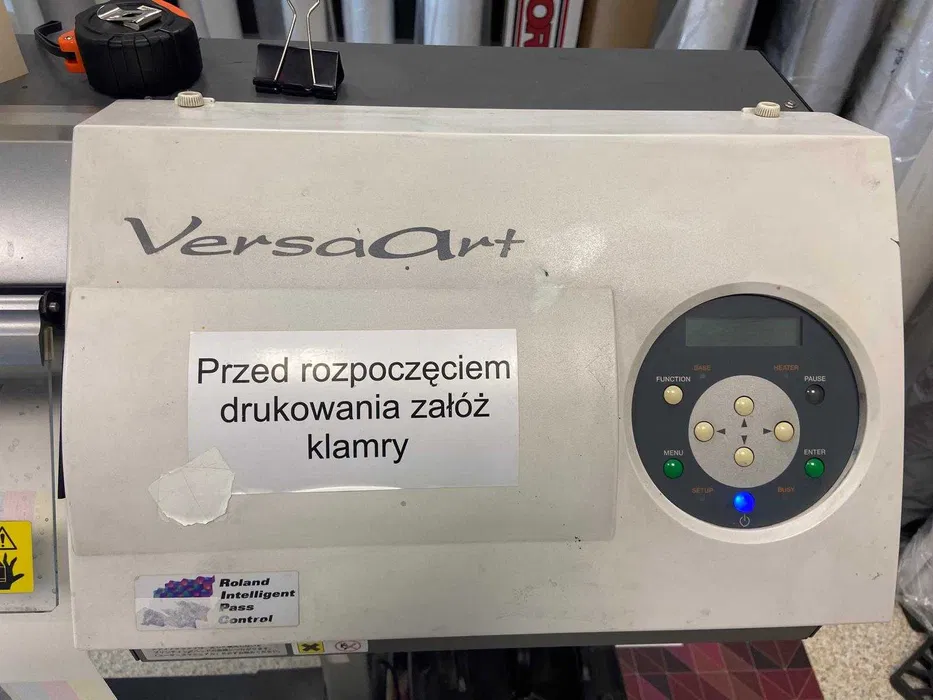 VersaArt
Przed rozpoczęciem
drukowania załóż
klamry
BASE
HEATER
FUNCTION
PAUSE
MENU
ENTER
SETUP
BUSY
Roland
Intelligent
Pass
Control